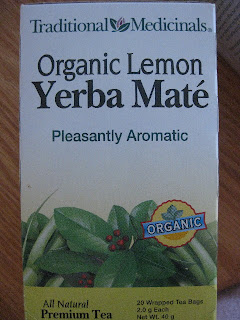 Traditional Medicinals®
Organic Lemon
Yerba Maté
Pleasantly Aromatic
ORGANIC
All Natural
Premium Tea
20 Wrapped Tea Bags
2.0 g Each
Net Wt. 40 g